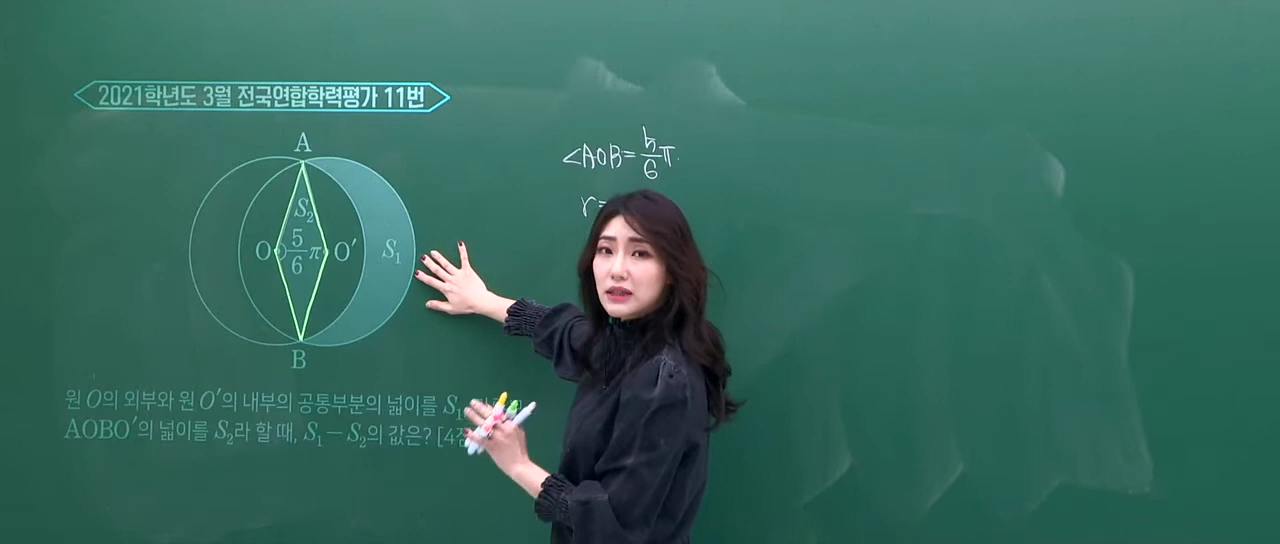 2021학년도 3월 전국연합학력평가 11번
A
∠AOB=5/6π
r=
S₂
O 5/6π O′ S₁
B
원 O의 외부와 원 O′의 내부의 공통부분의 넓이를 S₁
AOBO′의 넓이를 S₂라 할 때, S₁−S₂의 값은? [4점